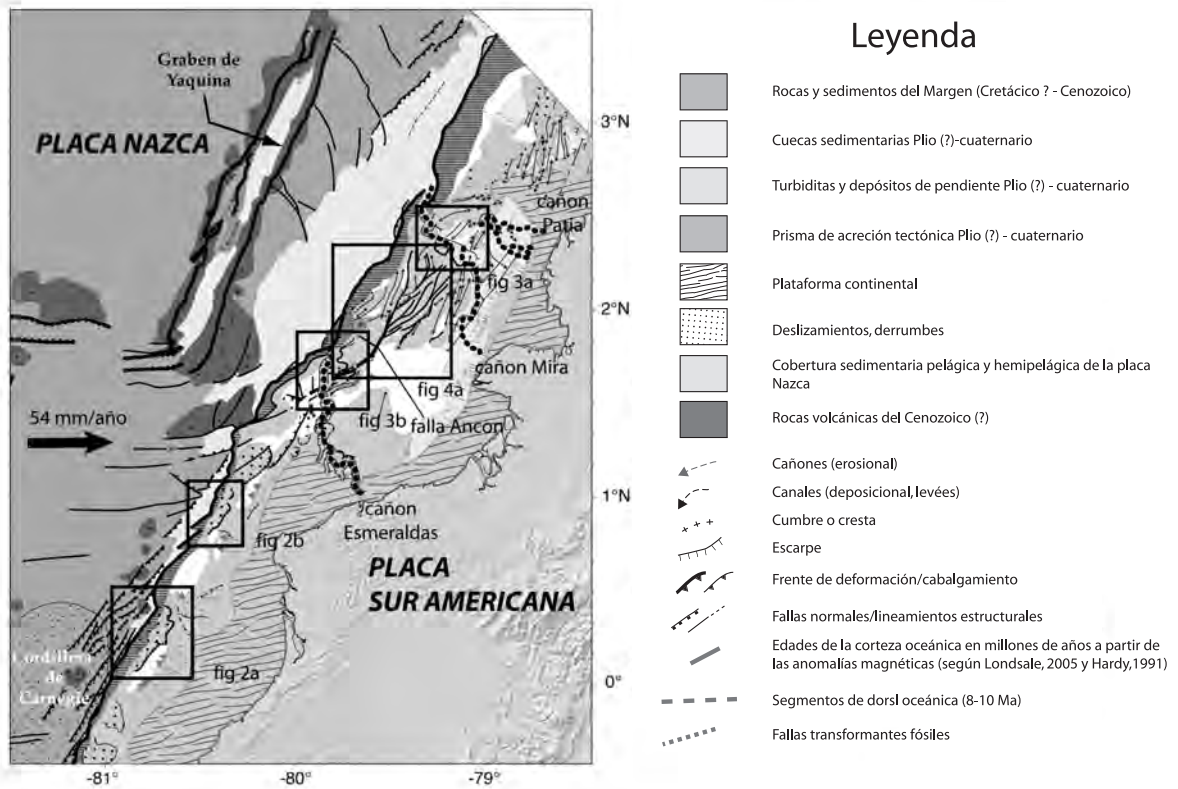 Graben de
Yaquina
PLACA NAZCA
3°N
cañon
Patia
fig 3a
2°N
cañon Mira
fig 4a
fig 3b
falla Ancon
54 mm/año
1°N
cañon
Esmeraldas
fig 2b
PLACA
SUR AMERICANA
Cordillera
de
Carnegie
fig 2a
0°
-81°
-80°
-79°
Leyenda
Rocas y sedimentos del Margen (Cretácico ? - Cenozoico)
Cuecas sedimentarias Plio (?)-cuaternario
Turbiditas y depósitos de pendiente Plio (?) - cuaternario
Prisma de acreción tectónica Plio (?) - cuaternario
Plataforma continental
Deslizamientos, derrumbes
Cobertura sedimentaria pelágica y hemipelágica de la placa
Nazca
Rocas volcánicas del Cenozoico (?)
Cañones (erosional)
Canales (deposicional, levées)
Cumbre o cresta
Escarpe
Frente de deformación/cabalgamiento
Fallas normales/lineamientos estructurales
Edades de la corteza oceánica en millones de años a partir de
las anomalías magnéticas (según Londsale, 2005 y Hardy,1991)
Segmentos de dorsl oceánica (8-10 Ma)
Fallas transformantes fósiles